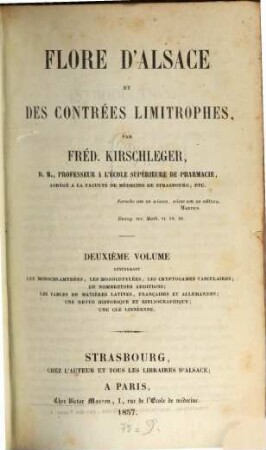 FLORE D'ALSACE
ET
DES CONTRÉES LIMITROPHES,
PAR
FRÉD. KIRSCHLEGER,
D. M., PROFESSEUR A L'ÉCOLE SUPÉRIEURE DE PHARMACIE,
AGRÉGÉ A LA FACULTÉ DE MÉDECINE DE STRASBOURG, ETC.
DEUXIÈME VOLUME
CONTENANT
LES MONOCHLAMYDÉES; LES MONOCOTYLÉES; LES CRYPTOGAMES VASCULAIRES;
DE NOMBREUSES ADDITIONS;
LES TABLES DE MATIÈRES LATINES, FRANÇAISES ET ALLEMANDES;
UNE REVUE HISTORIQUE ET BIBLIOGRAPHIQUE;
UNE CLÉ LINNÉENNE.
STRASBOURG,
CHEZ L'AUTEUR ET TOUS LES LIBRAIRES D'ALSACE;
A PARIS,
Chez Victor Masson, 1, rue de l'École de médecine.
1857.